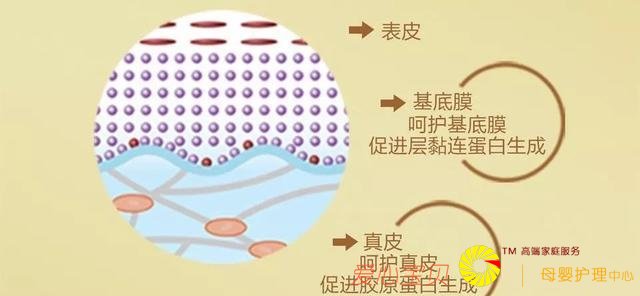 表皮
基底膜
呵护基底膜
促进层黏连蛋白生成
真皮
呵护真皮
促进胶原蛋白生成
TM 高端家庭服务
母婴护理中心